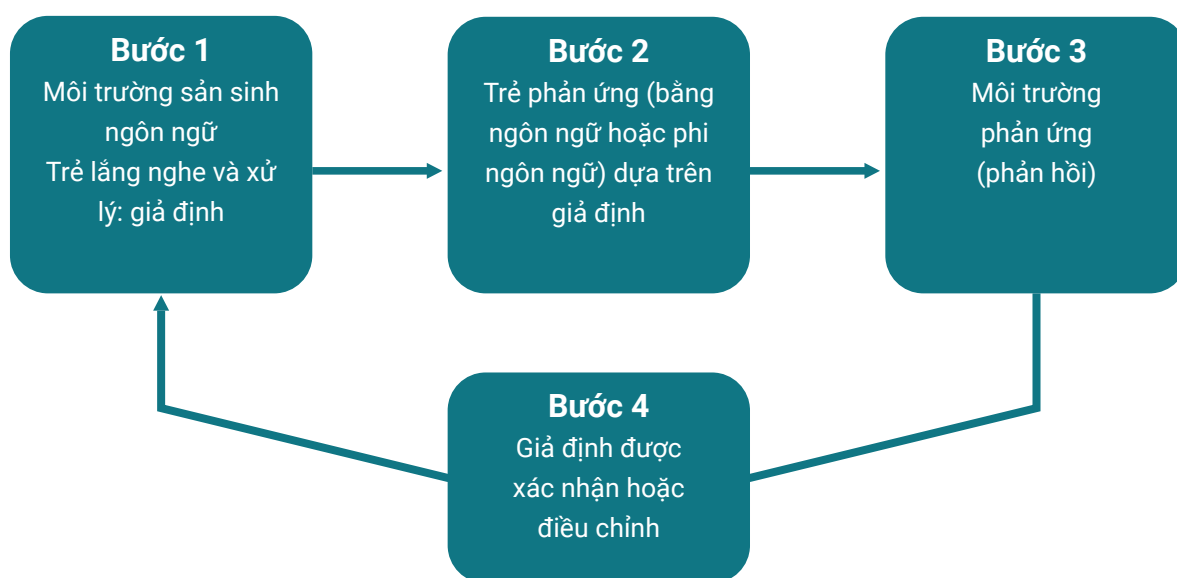 Bước 1
Môi trường sản sinh
ngôn ngữ
Trẻ lắng nghe và xử
lý: giả định
Bước 2
Trẻ phản ứng (bằng
ngôn ngữ hoặc phi
ngôn ngữ) dựa trên
giả định
Bước 3
Môi trường
phản ứng
(phản hồi)
Bước 4
Giả định được
xác nhận hoặc
điều chỉnh